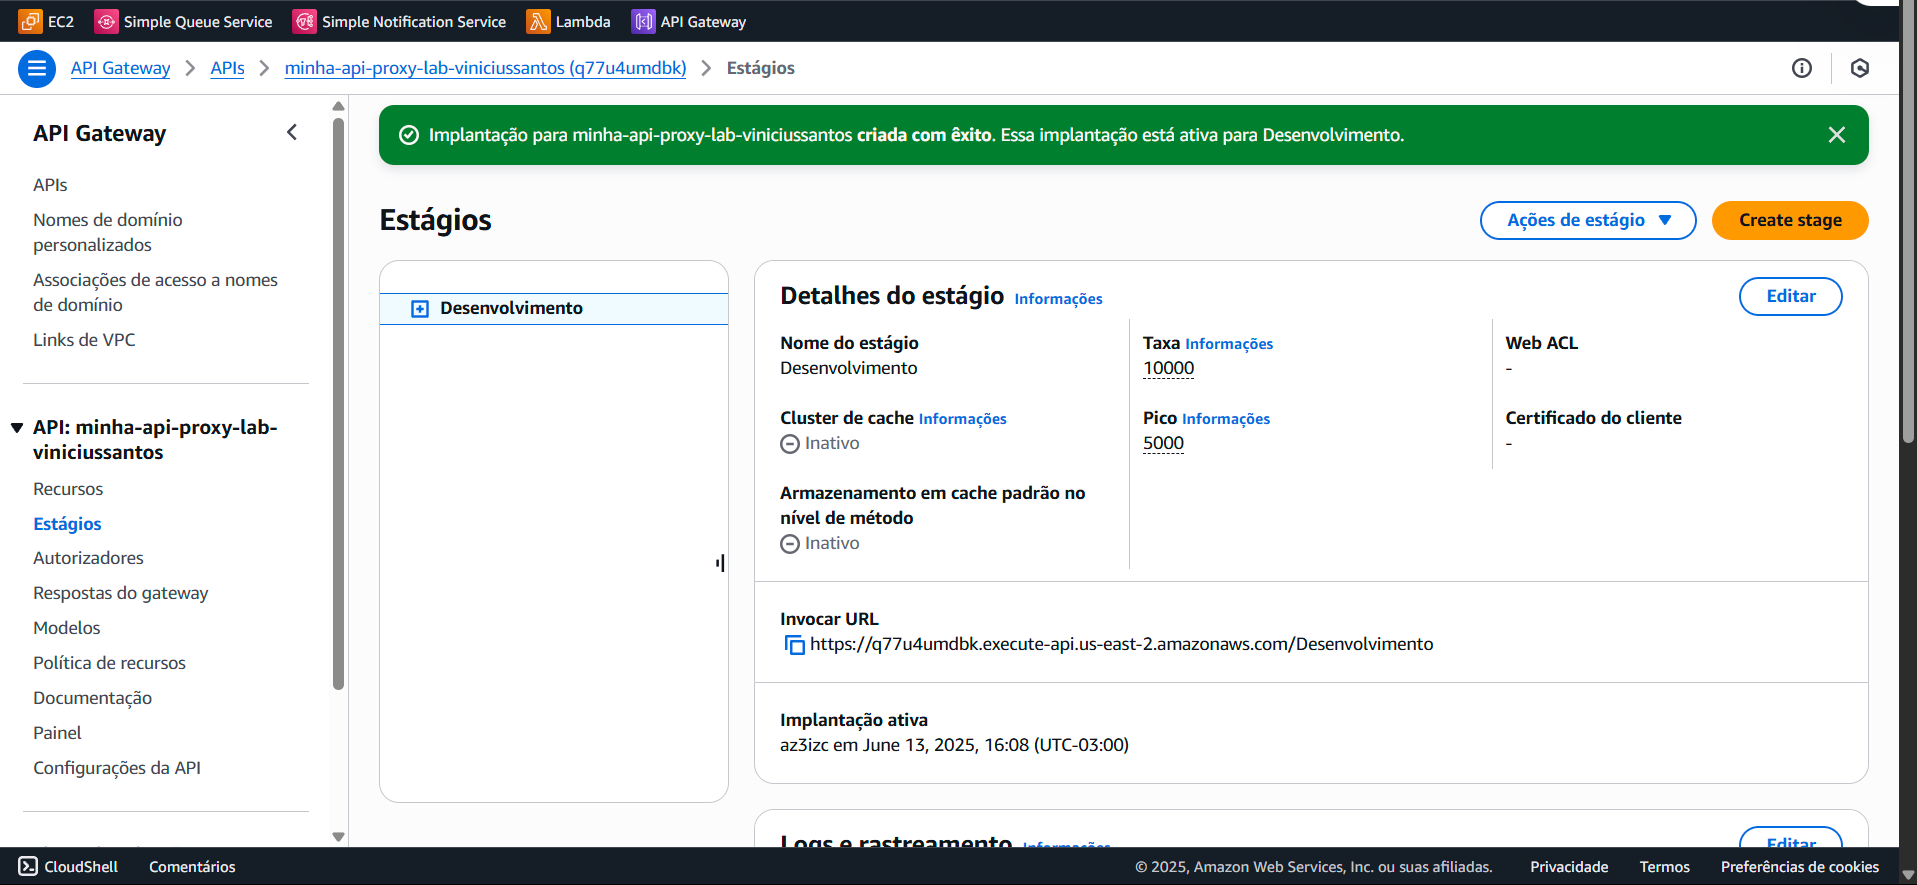 EC2 Simple Queue Service Simple Notification Service Lambda API Gateway
API Gateway APIs minha-api-proxy-lab-viniciussantos (q77u4umdbk) Estágios
API Gateway
APIs
Nomes de domínio
personalizados
Associações de acesso a nomes
de domínio
Links de VPC
API: minha-api-proxy-lab-
viniciussantos
Recursos
Estágios
Autorizadores
Respostas do gateway
Modelos
Política de recursos
Documentação
Painel
Configurações da API
Implantação para minha-api-proxy-lab-viniciussantos criada com êxito. Essa implantação está ativa para Desenvolvimento.
Estágios
Ações de estágio
Create stage
Desenvolvimento
Detalhes do estágio Informações
Editar
Nome do estágio
Desenvolvimento
Cluster de cache Informações
Inativo
Armazenamento em cache padrão no
nível de método
Inativo
Taxa Informações
10000
Pico Informações
5000
Web ACL
-
Certificado do cliente
-
Invocar URL
https://q77u4umdbk.execute-api.us-east-2.amazonaws.com/Desenvolvimento
Implantação ativa
az3izc em June 13, 2025, 16:08 (UTC-03:00)
Logs e rastreamento Informações
Editar
CloudShell Comentários
© 2025, Amazon Web Services, Inc. ou suas afiliadas. Privacidade Termos Preferências de cookies